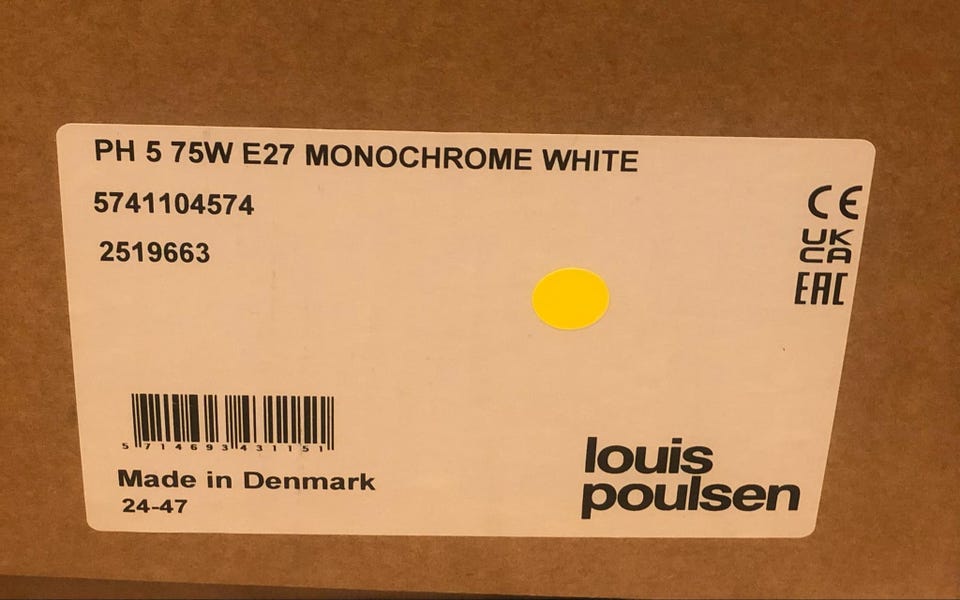 PH 5 75W E27 MONOCHROME WHITE
5741104574
2519663
CE
UK
CA
EAC
5 714693 431151
Made in Denmark
24-47
louis
poulsen